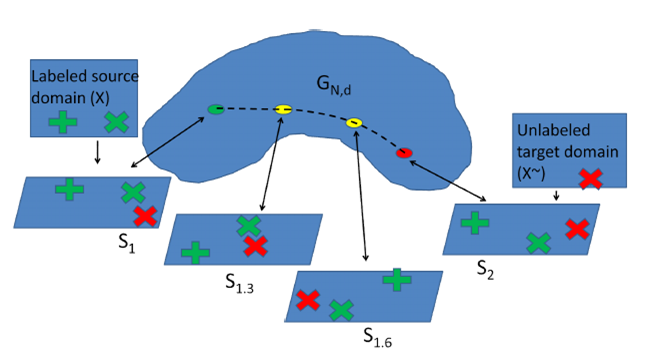 Labeled source
domain (X)
G_N,d
Unlabeled
target domain
(X~)
S_1
S_1.3
S_1.6
S_2